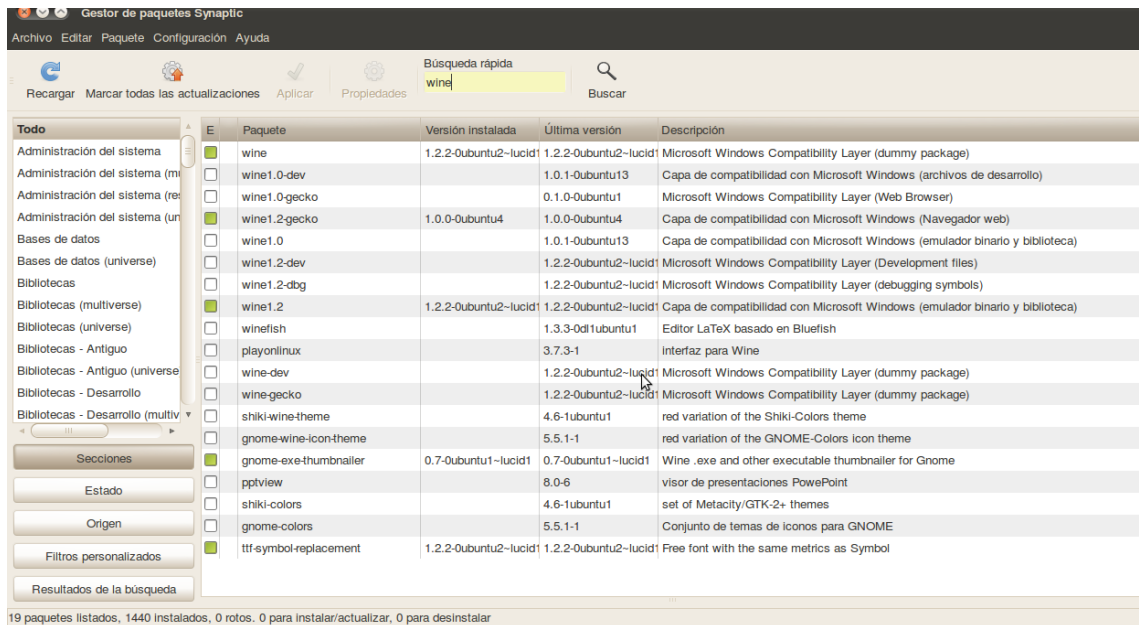 Gestor de paquetes Synaptic
Archivo Editar Paquete Configuración Ayuda
Búsqueda rápida
wine
Recargar Marcar todas las actualizaciones Aplicar Propiedades Buscar
Todo
Administración del sistema
Administración del sistema (mu
Administración del sistema (res
Administración del sistema (un
Bases de datos
Bases de datos (universe)
Bibliotecas
Bibliotecas (multiverse)
Bibliotecas (universe)
Bibliotecas - Antiguo
Bibliotecas - Antiguo (universe
Bibliotecas - Desarrollo
Bibliotecas - Desarrollo (multiv
Secciones
Estado
Origen
Filtros personalizados
Resultados de la búsqueda
E Paquete Versión instalada Última versión Descripción
wine 1.2.2-0ubuntu2~lucid1 1.2.2-0ubuntu2~lucid1 Microsoft Windows Compatibility Layer (dummy package)
wine1.0-dev 1.0.1-0ubuntu13 Capa de compatibilidad con Microsoft Windows (archivos de desarrollo)
wine1.0-gecko 0.1.0-0ubuntu1 Microsoft Windows Compatibility Layer (Web Browser)
wine1.2-gecko 1.0.0-0ubuntu4 1.0.0-0ubuntu4 Capa de compatibilidad con Microsoft Windows (Navegador web)
wine1.0 1.0.1-0ubuntu13 Capa de compatibilidad con Microsoft Windows (emulador binario y biblioteca)
wine1.2-dev 1.2.2-0ubuntu2~lucid1 Microsoft Windows Compatibility Layer (Development files)
wine1.2-dbg 1.2.2-0ubuntu2~lucid1 Microsoft Windows Compatibility Layer (debugging symbols)
wine1.2 1.2.2-0ubuntu2~lucid1 1.2.2-0ubuntu2~lucid1 Capa de compatibilidad con Microsoft Windows (emulador binario y biblioteca)
winefish 1.3.3-0dl1ubuntu1 Editor LaTeX basado en Bluefish
playonlinux 3.7.3-1 interfaz para Wine
wine-dev 1.2.2-0ubuntu2~lucid1 Microsoft Windows Compatibility Layer (dummy package)
wine-gecko 1.2.2-0ubuntu2~lucid1 Microsoft Windows Compatibility Layer (dummy package)
shiki-wine-theme 4.6-1ubuntu1 red variation of the Shiki-Colors theme
gnome-wine-icon-theme 5.5.1-1 red variation of the GNOME-Colors icon theme
gnome-exe-thumbnailer 0.7-0ubuntu1~lucid1 0.7-0ubuntu1~lucid1 Wine .exe and other executable thumbnailer for Gnome
pptview 8.0-6 visor de presentaciones PowerPoint
shiki-colors 4.6-1ubuntu1 set of Metacity/GTK-2+ themes
gnome-colors 5.5.1-1 Conjunto de temas de iconos para GNOME
ttf-symbol-replacement 1.2.2-0ubuntu2~lucid1 1.2.2-0ubuntu2~lucid1 Free font with the same metrics as Symbol
19 paquetes listados, 1440 instalados, 0 rotos. 0 para instalar/actualizar, 0 para desinstalar